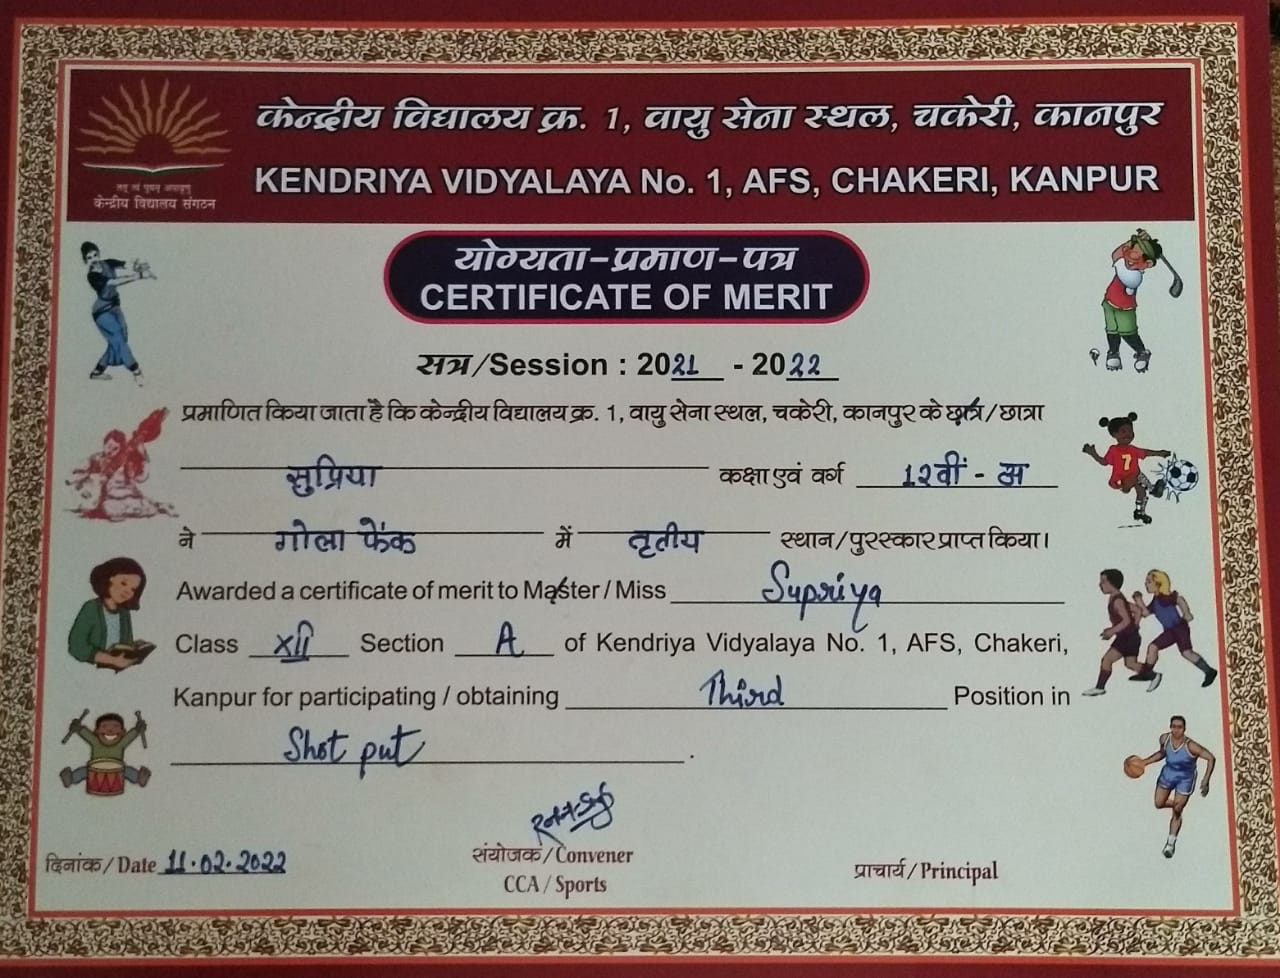 केन्द्रीय विद्यालय क्र. 1, वायु सेना स्थल, चकेरी, कानपुर
KENDRIYA VIDYALAYA No. 1, AFS, CHAKERI, KANPUR
तत् त्वं पूषन् अपावृणु
केन्द्रीय विद्यालय संगठन
योग्यता-प्रमाण-पत्र
CERTIFICATE OF MERIT
सत्र/Session : 2021 - 2022
प्रमाणित किया जाता है कि केन्द्रीय विद्यालय क्र. 1, वायु सेना स्थल, चकेरी, कानपुर के छात्र/छात्रा
सुप्रिया कक्षा एवं वर्ग 12वीं - अ
ने गोला फेंक में तृतीय स्थान/पुरस्कार प्राप्त किया।
Awarded a certificate of merit to Master / Miss Supriya
Class XII Section A of Kendriya Vidyalaya No. 1, AFS, Chakeri,
Kanpur for participating / obtaining Third Position in
Shot put.
7
दिनांक/Date 11.02.2022
संयोजक/Convener
CCA / Sports
प्राचार्य/Principal